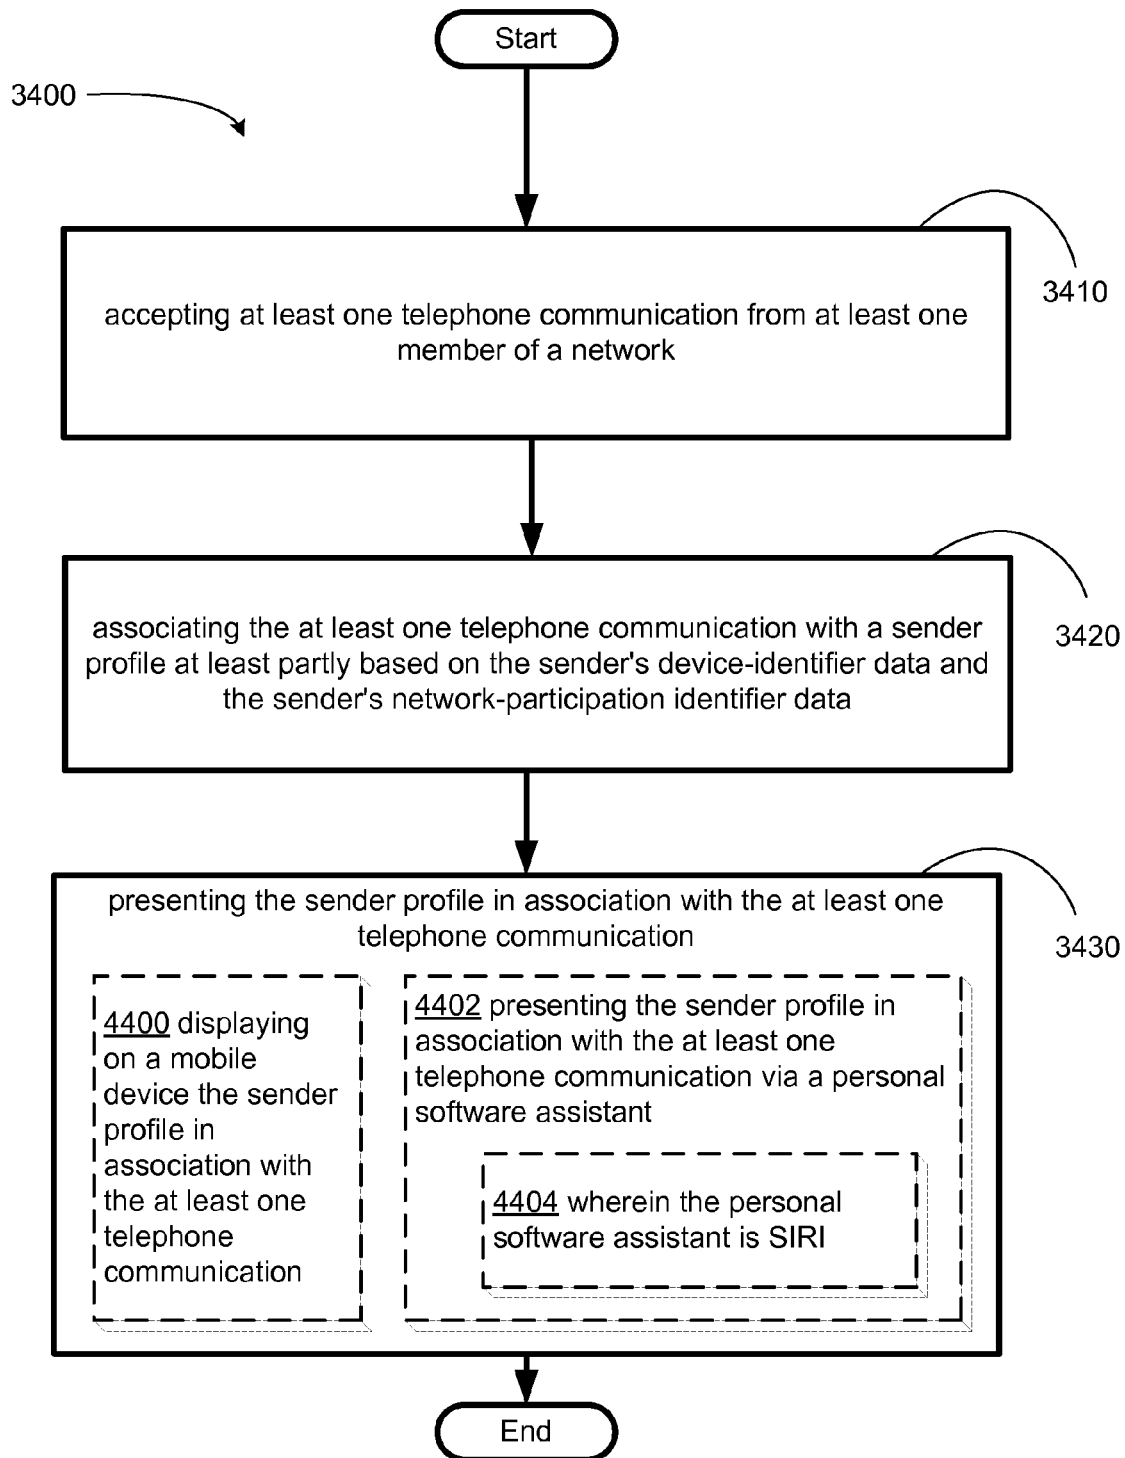 Start
3400
3410
accepting at least one telephone communication from at least one
member of a network
3420
associating the at least one telephone communication with a sender
profile at least partly based on the sender's device-identifier data and
the sender's network-participation identifier data
3430
presenting the sender profile in association with the at least one
telephone communication
4400 displaying
on a mobile
device the sender
profile in
association with
the at least one
telephone
communication
4402 presenting the sender profile in
association with the at least one
telephone communication via a personal
software assistant
4404 wherein the personal
software assistant is SIRI
End